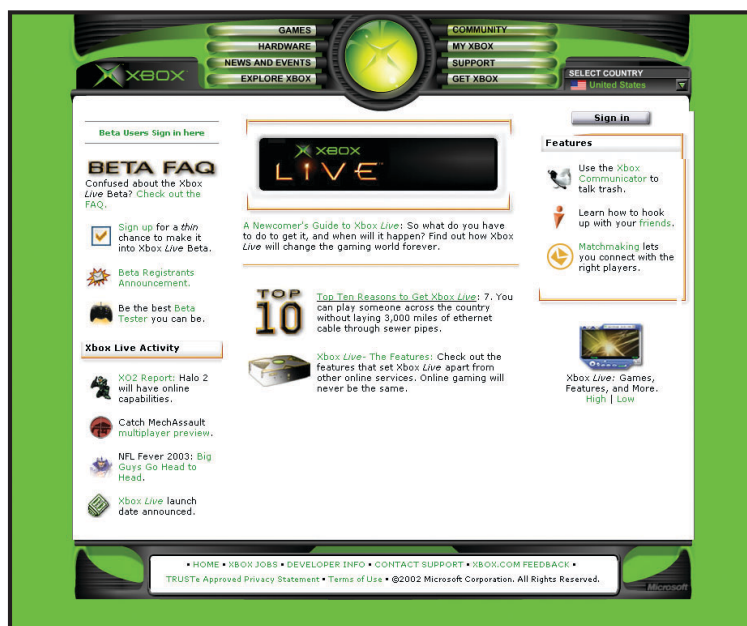 GAMES
HARDWARE
NEWS AND EVENTS
EXPLORE XBOX
COMMUNITY
MY XBOX
SUPPORT
GET XBOX
XBOX
SELECT COUNTRY
United States
Beta Users Sign in here
BETA FAQ
Confused about the Xbox
Live Beta? Check out the
FAQ.
Sign up for a thin
chance to make it
into Xbox Live Beta.
Beta Registrants
Announcement.
Be the best Beta
Tester you can be.
Xbox Live Activity
XO2 Report: Halo 2
will have online
capabilities.
Catch MechAssault
multiplayer preview.
NFL Fever 2003: Big
Guys Go Head to
Head.
Xbox Live launch
date announced.
XBOX
LIVE™
A Newcomer's Guide to Xbox Live: So what do you have
to do to get it, and when will it happen? Find out how Xbox
Live will change the gaming world forever.
TOP
10
Top Ten Reasons to Get Xbox Live: 7. You
can play someone across the country
without laying 3,000 miles of ethernet
cable through sewer pipes.
Xbox Live- The Features: Check out the
features that set Xbox Live apart from
other online services. Online gaming will
never be the same.
Sign in
Features
Use the Xbox
Communicator to
talk trash.
Learn how to hook
up with your friends.
Matchmaking lets
you connect with the
right players.
Xbox Live: Games,
Features, and More.
High | Low
▪ HOME ▪ XBOX JOBS ▪ DEVELOPER INFO ▪ CONTACT SUPPORT ▪ XBOX.COM FEEDBACK ▪
TRUSTe Approved Privacy Statement ▪ Terms of Use ▪ ©2002 Microsoft Corporation. All Rights Reserved.
Microsoft